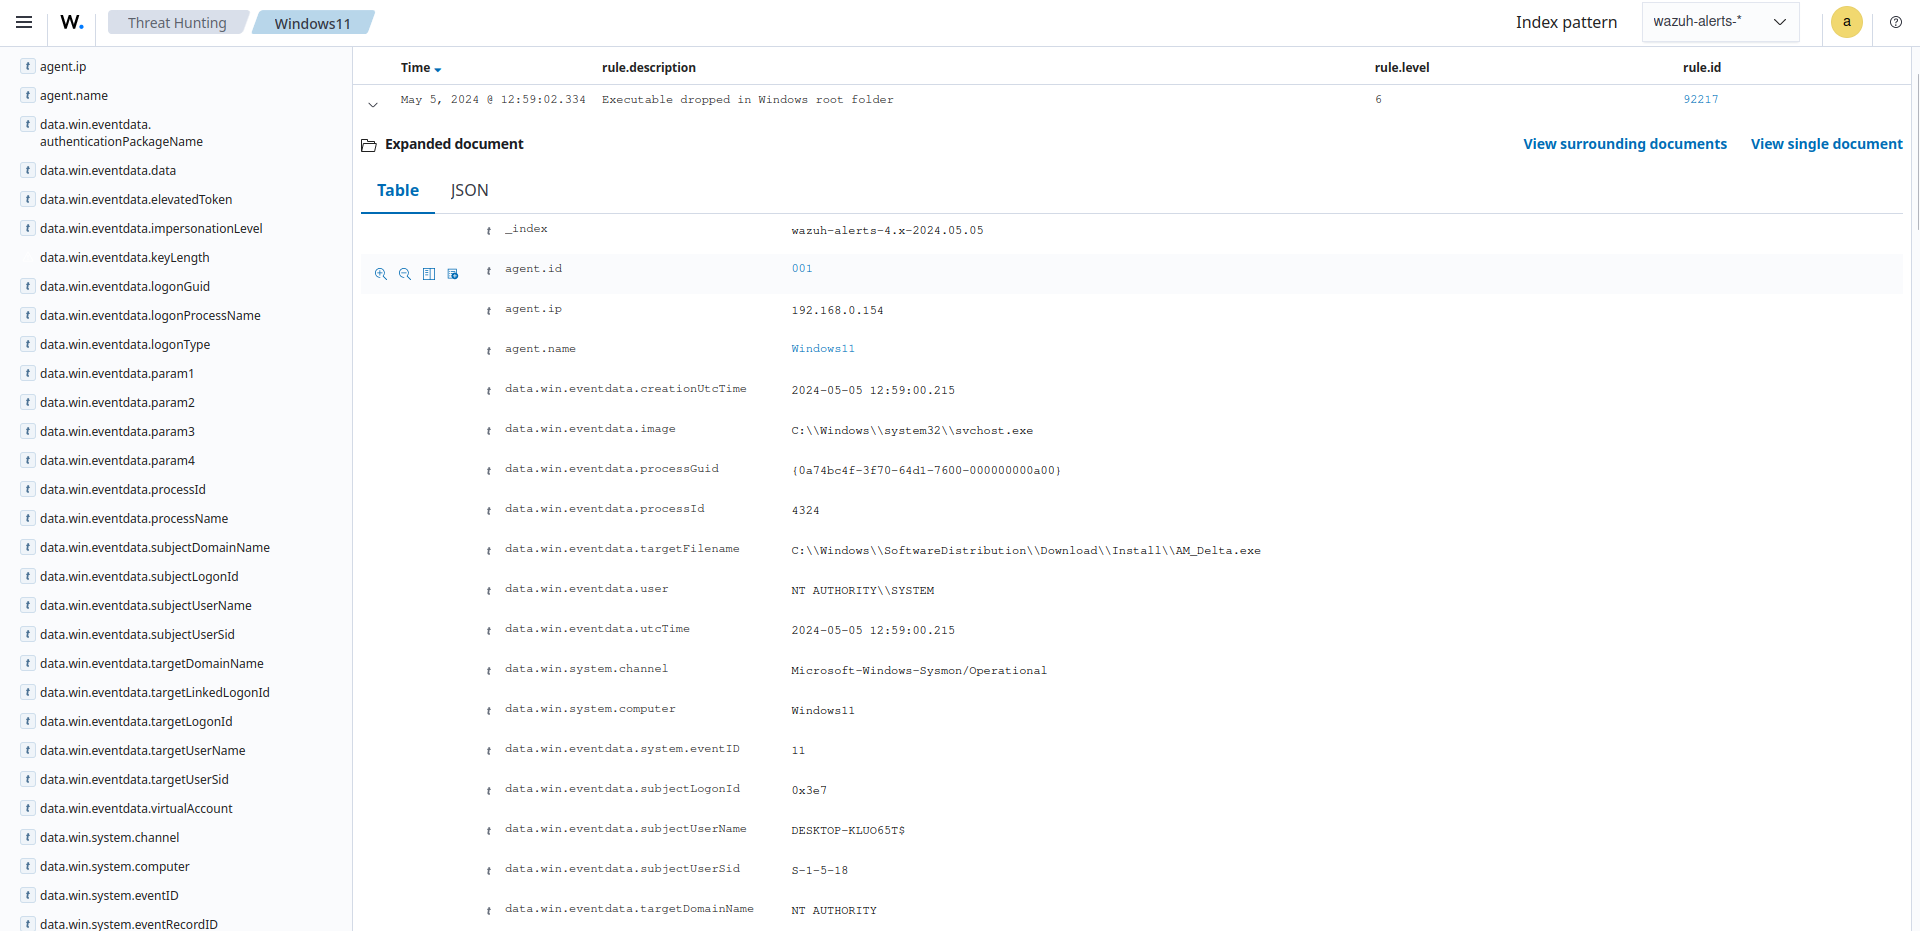 W.
Threat Hunting
Windows11
Index pattern
wazuh-alerts-*
a
agent.ip
agent.name
data.win.eventdata.
authenticationPackageName
data.win.eventdata.data
data.win.eventdata.elevatedToken
data.win.eventdata.impersonationLevel
data.win.eventdata.keyLength
data.win.eventdata.logonGuid
data.win.eventdata.logonProcessName
data.win.eventdata.logonType
data.win.eventdata.param1
data.win.eventdata.param2
data.win.eventdata.param3
data.win.eventdata.param4
data.win.eventdata.processId
data.win.eventdata.processName
data.win.eventdata.subjectDomainName
data.win.eventdata.subjectLogonId
data.win.eventdata.subjectUserName
data.win.eventdata.subjectUserSid
data.win.eventdata.targetDomainName
data.win.eventdata.targetLinkedLogonId
data.win.eventdata.targetLogonId
data.win.eventdata.targetUserName
data.win.eventdata.targetUserSid
data.win.eventdata.virtualAccount
data.win.system.channel
data.win.system.computer
data.win.system.eventID
data.win.system.eventRecordID
Time rule.description rule.level rule.id
May 5, 2024 @ 12:59:02.334 Executable dropped in Windows root folder 6 92217
Expanded document View surrounding documents View single document
Table JSON
t _index wazuh-alerts-4.x-2024.05.05
t agent.id 001
t agent.ip 192.168.0.154
t agent.name Windows11
t data.win.eventdata.creationUtcTime 2024-05-05 12:59:00.215
t data.win.eventdata.image C:\\Windows\\system32\\svchost.exe
t data.win.eventdata.processGuid {0a74bc4f-3f70-64d1-7600-000000000a00}
t data.win.eventdata.processId 4324
t data.win.eventdata.targetFilename C:\\Windows\\SoftwareDistribution\\Download\\Install\\AM_Delta.exe
t data.win.eventdata.user NT AUTHORITY\\SYSTEM
t data.win.eventdata.utcTime 2024-05-05 12:59:00.215
t data.win.system.channel Microsoft-Windows-Sysmon/Operational
t data.win.system.computer Windows11
t data.win.eventdata.system.eventID 11
t data.win.eventdata.subjectLogonId 0x3e7
t data.win.eventdata.subjectUserName DESKTOP-KLUO65T$
t data.win.eventdata.subjectUserSid S-1-5-18
t data.win.eventdata.targetDomainName NT AUTHORITY